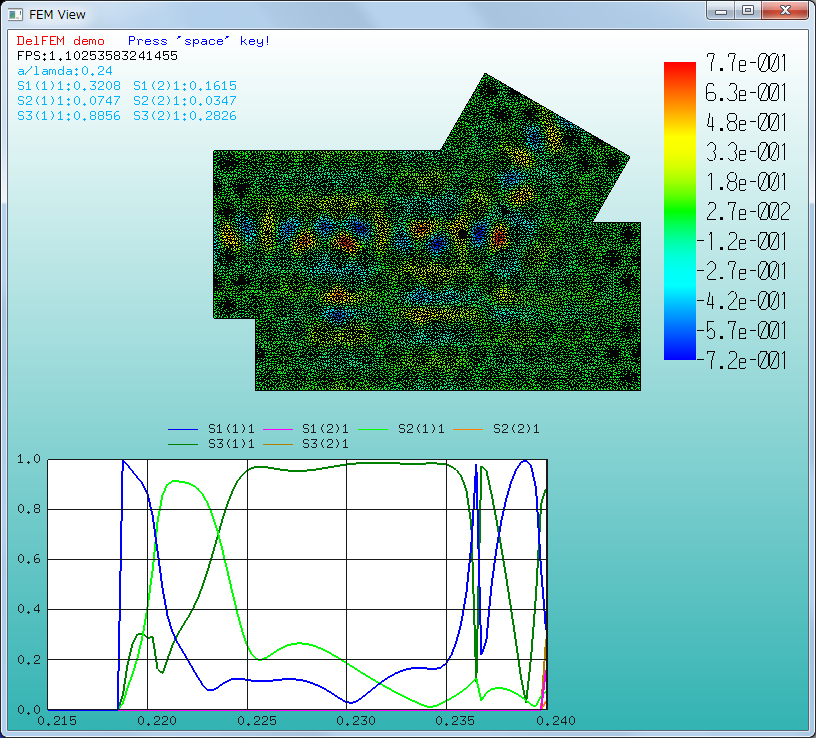 FEM View
DelFEM demo   Press "space" key!
FPS:1.10253583241455
a/lamda:0.24
S1(1)1:0.3208  S1(2)1:0.1615
S2(1)1:0.0747  S2(2)1:0.0347
S3(1)1:0.8856  S3(2)1:0.2826
7.7e-001
6.3e-001
4.8e-001
3.3e-001
1.8e-001
2.7e-002
-1.2e-001
-2.7e-001
-4.2e-001
-5.7e-001
-7.2e-001
S1(1)1  S1(2)1  S2(1)1  S2(2)1
S3(1)1  S3(2)1
1.0
0.8
0.6
0.4
0.2
0.0
0.215  0.220  0.225  0.230  0.235  0.240